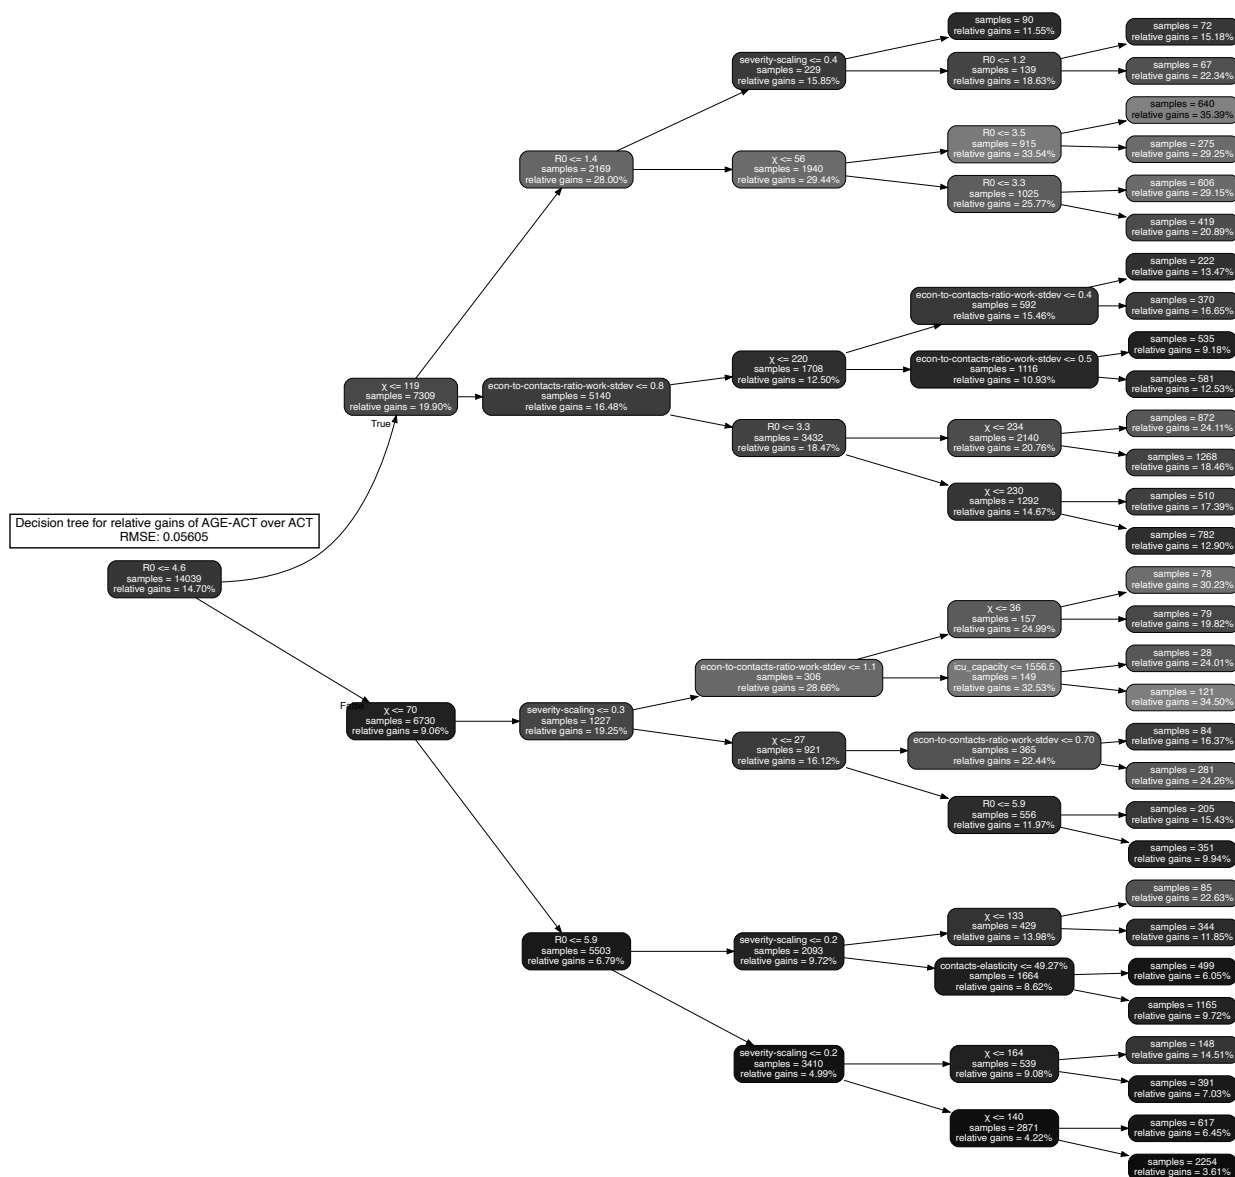 Decision tree for relative gains of AGE-ACT over ACT
RMSE: 0.05605
R0 <= 4.6
samples = 14039
relative gains = 14.70%
True
False
χ <= 119
samples = 7309
relative gains = 19.90%
χ <= 70
samples = 6730
relative gains = 9.06%
R0 <= 1.4
samples = 2169
relative gains = 28.00%
econ-to-contacts-ratio-work-stdev <= 0.8
samples = 5140
relative gains = 16.48%
severity-scaling <= 0.3
samples = 1227
relative gains = 19.25%
R0 <= 5.9
samples = 5503
relative gains = 6.79%
severity-scaling <= 0.4
samples = 229
relative gains = 15.85%
χ <= 56
samples = 1940
relative gains = 29.44%
χ <= 220
samples = 1708
relative gains = 12.50%
R0 <= 3.3
samples = 3432
relative gains = 18.47%
econ-to-contacts-ratio-work-stdev <= 1.1
samples = 306
relative gains = 28.66%
χ <= 27
samples = 921
relative gains = 16.12%
severity-scaling <= 0.2
samples = 2093
relative gains = 9.72%
severity-scaling <= 0.2
samples = 3410
relative gains = 4.99%
samples = 90
relative gains = 11.55%
R0 <= 1.2
samples = 139
relative gains = 18.63%
R0 <= 3.5
samples = 915
relative gains = 33.54%
R0 <= 3.3
samples = 1025
relative gains = 25.77%
econ-to-contacts-ratio-work-stdev <= 0.4
samples = 592
relative gains = 15.46%
econ-to-contacts-ratio-work-stdev <= 0.5
samples = 1116
relative gains = 10.93%
χ <= 234
samples = 2140
relative gains = 20.76%
χ <= 230
samples = 1292
relative gains = 14.67%
χ <= 36
samples = 157
relative gains = 24.99%
icu_capacity <= 1556.5
samples = 149
relative gains = 32.53%
econ-to-contacts-ratio-work-stdev <= 0.70
samples = 365
relative gains = 22.44%
R0 <= 5.9
samples = 556
relative gains = 11.97%
χ <= 133
samples = 429
relative gains = 13.98%
contacts-elasticity <= 49.27%
samples = 1664
relative gains = 8.62%
χ <= 164
samples = 539
relative gains = 9.08%
χ <= 140
samples = 2871
relative gains = 4.22%
samples = 72
relative gains = 15.18%
samples = 67
relative gains = 22.34%
samples = 640
relative gains = 35.39%
samples = 275
relative gains = 29.25%
samples = 606
relative gains = 29.15%
samples = 419
relative gains = 20.89%
samples = 222
relative gains = 13.47%
samples = 370
relative gains = 16.65%
samples = 535
relative gains = 9.18%
samples = 581
relative gains = 12.53%
samples = 872
relative gains = 24.11%
samples = 1268
relative gains = 18.46%
samples = 510
relative gains = 17.39%
samples = 782
relative gains = 12.90%
samples = 78
relative gains = 30.23%
samples = 79
relative gains = 19.82%
samples = 28
relative gains = 24.01%
samples = 121
relative gains = 34.50%
samples = 84
relative gains = 16.37%
samples = 281
relative gains = 24.26%
samples = 205
relative gains = 15.43%
samples = 351
relative gains = 9.94%
samples = 85
relative gains = 22.63%
samples = 344
relative gains = 11.85%
samples = 499
relative gains = 6.05%
samples = 1165
relative gains = 9.72%
samples = 148
relative gains = 14.51%
samples = 391
relative gains = 7.03%
samples = 617
relative gains = 6.45%
samples = 2254
relative gains = 3.61%